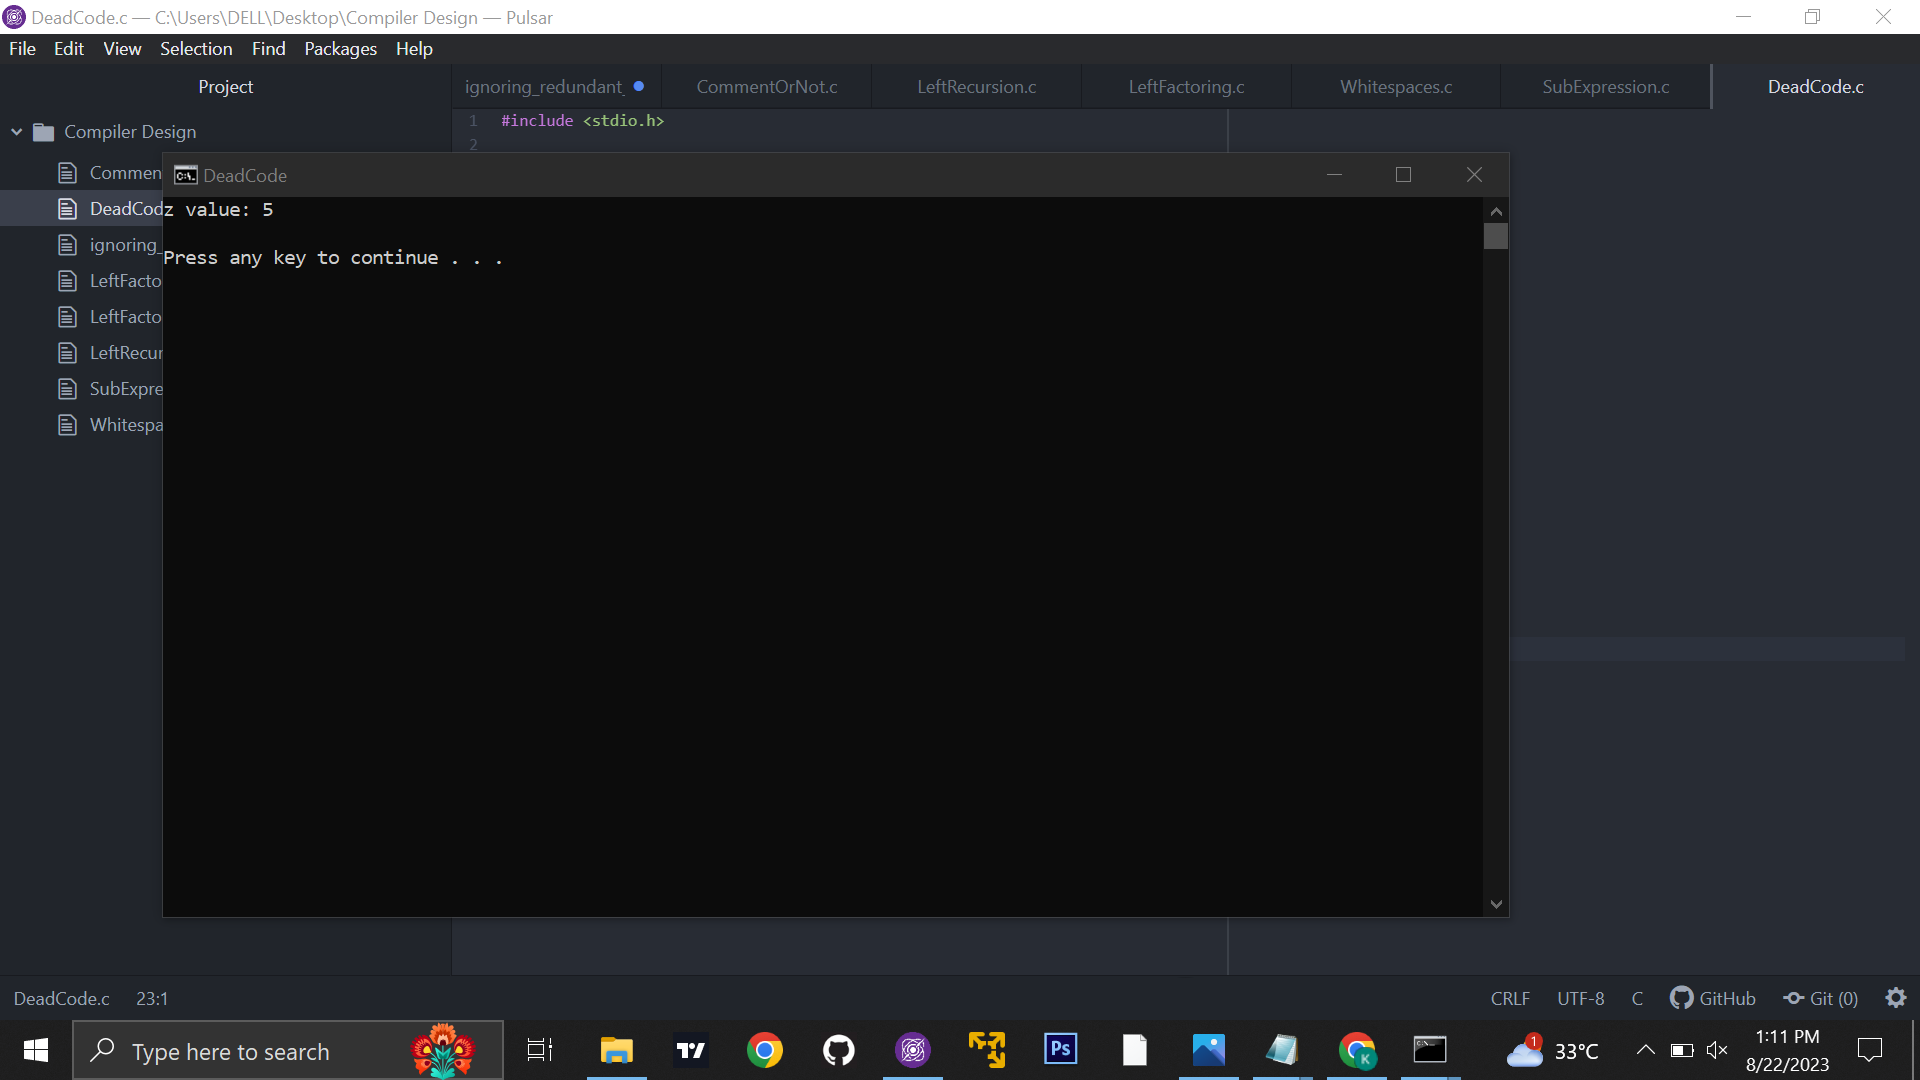 DeadCode.c — C:\Users\DELL\Desktop\Compiler Design — Pulsar
File Edit View Selection Find Packages Help
Project
ignoring_redundant_ CommentOrNot.c LeftRecursion.c LeftFactoring.c Whitespaces.c SubExpression.c DeadCode.c
Compiler Design
1 #include <stdio.h>
2
Commen
DeadCod
ignoring_
LeftFacto
LeftFacto
LeftRecur
SubExpre
Whitespa
DeadCode
z value: 5
Press any key to continue . . .
DeadCode.c 23:1 CRLF UTF-8 C GitHub Git (0)
Type here to search
Ps
K
1
33°C
1:11 PM
8/22/2023